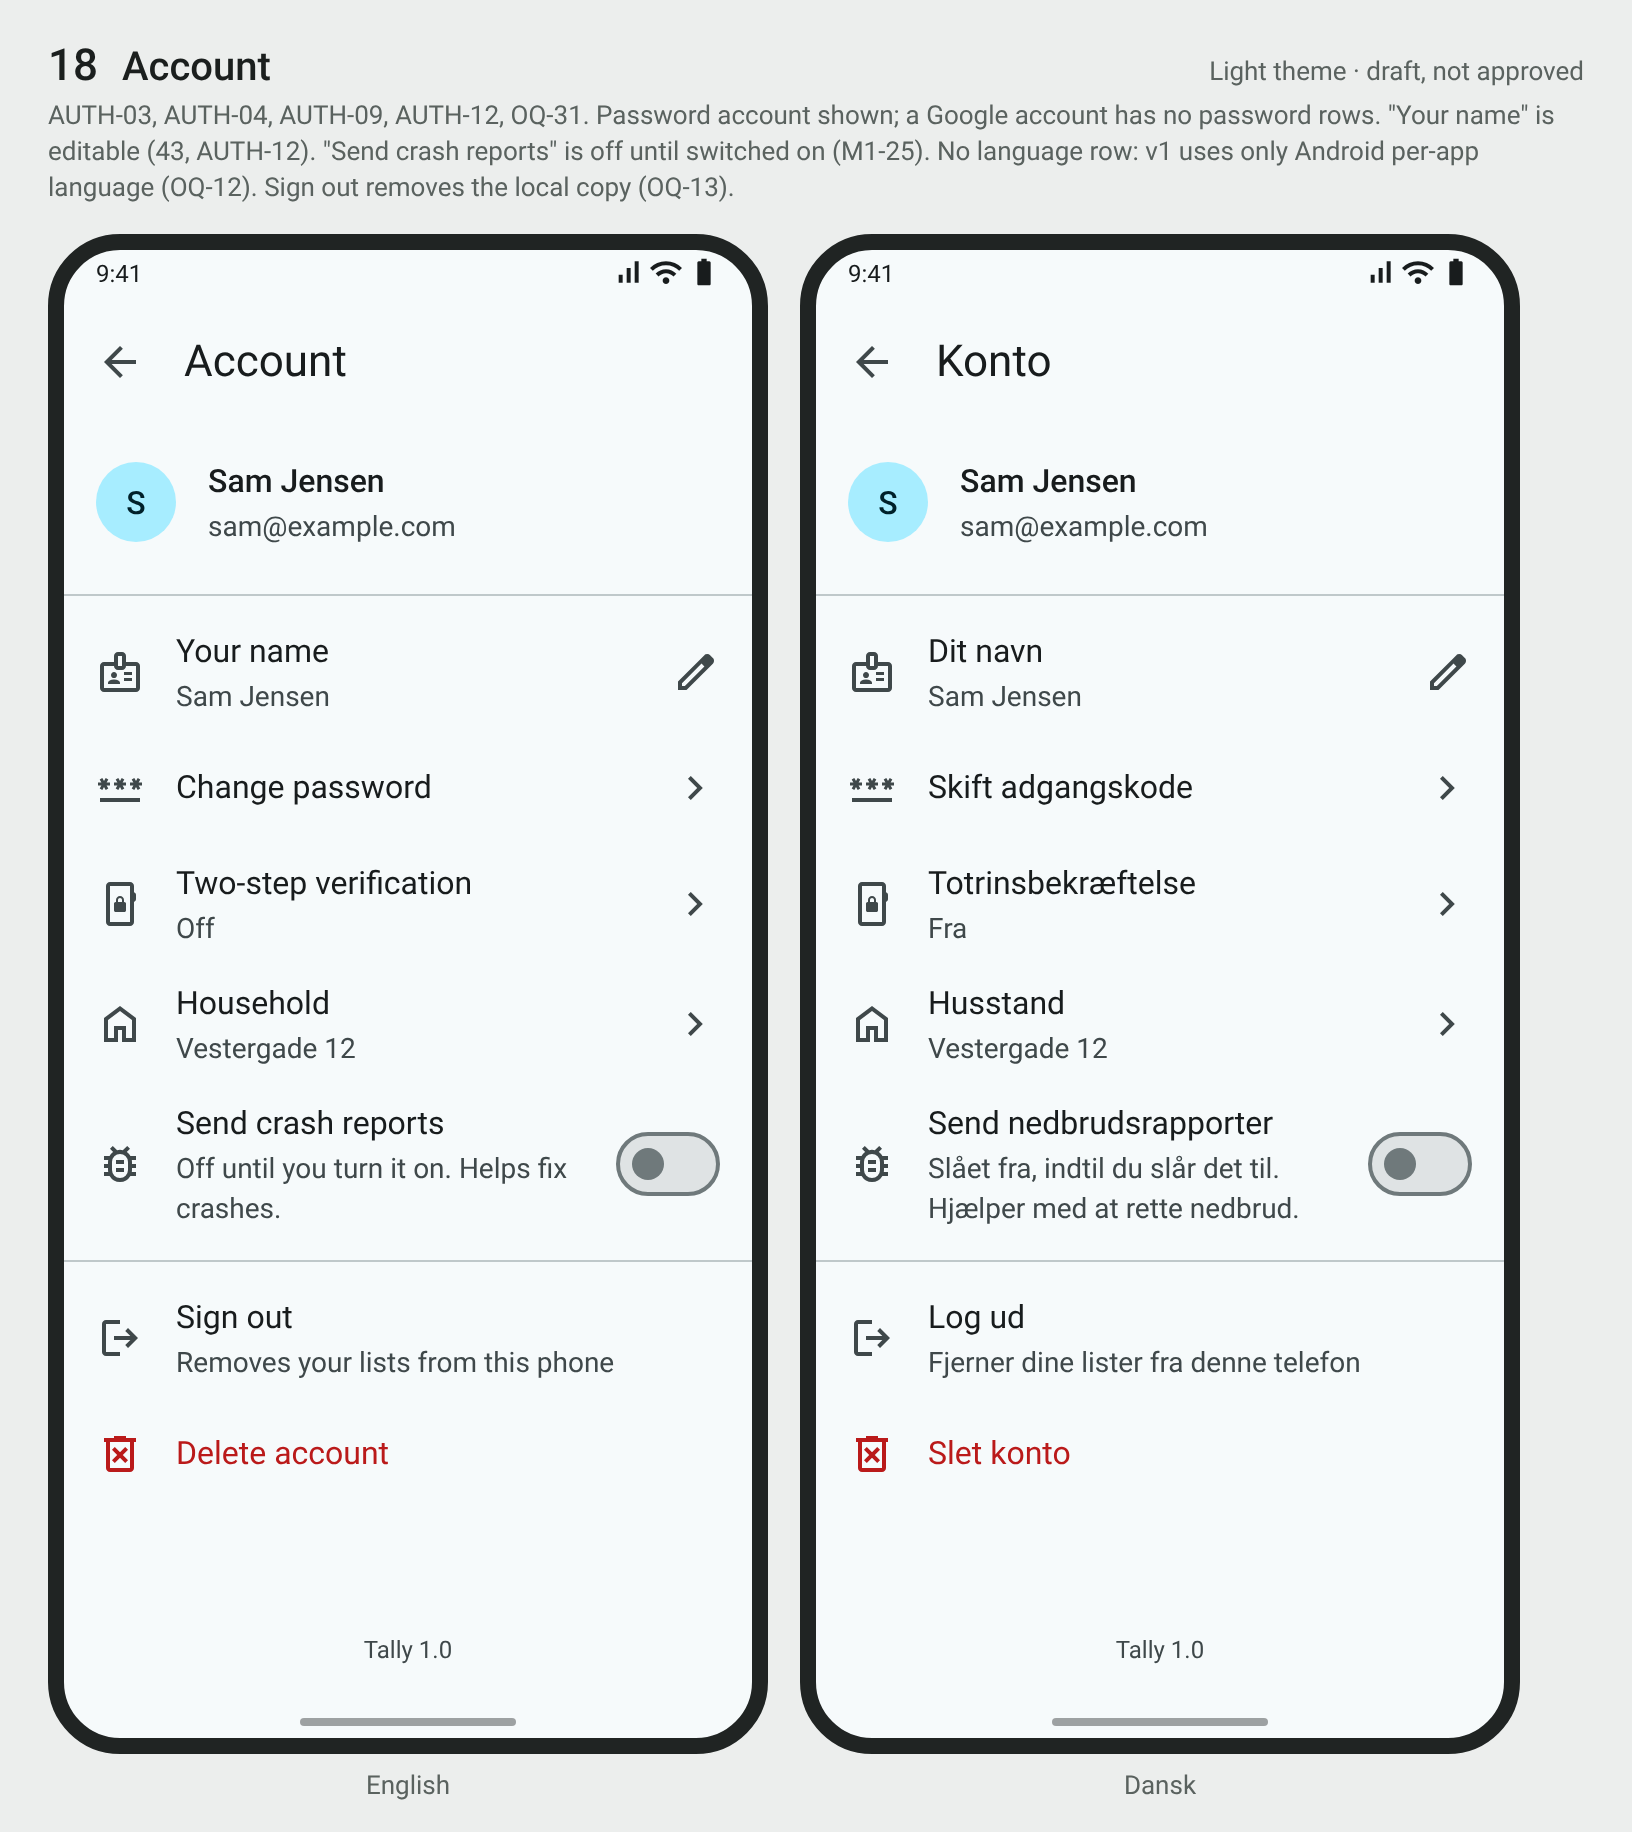 18 Account
Light theme · draft, not approved
AUTH-03, AUTH-04, AUTH-09, AUTH-12, OQ-31. Password account shown; a Google account has no password rows. "Your name" is
editable (43, AUTH-12). "Send crash reports" is off until switched on (M1-25). No language row: v1 uses only Android per-app
language (OQ-12). Sign out removes the local copy (OQ-13).
9:41
Account
S
Sam Jensen
sam@example.com
Your name
Sam Jensen
Change password
Two-step verification
Off
Household
Vestergade 12
Send crash reports
Off until you turn it on. Helps fix
crashes.
Sign out
Removes your lists from this phone
Delete account
Tally 1.0
English
9:41
Konto
S
Sam Jensen
sam@example.com
Dit navn
Sam Jensen
Skift adgangskode
Totrinsbekræftelse
Fra
Husstand
Vestergade 12
Send nedbrudsrapporter
Slået fra, indtil du slår det til.
Hjælper med at rette nedbrud.
Log ud
Fjerner dine lister fra denne telefon
Slet konto
Tally 1.0
Dansk